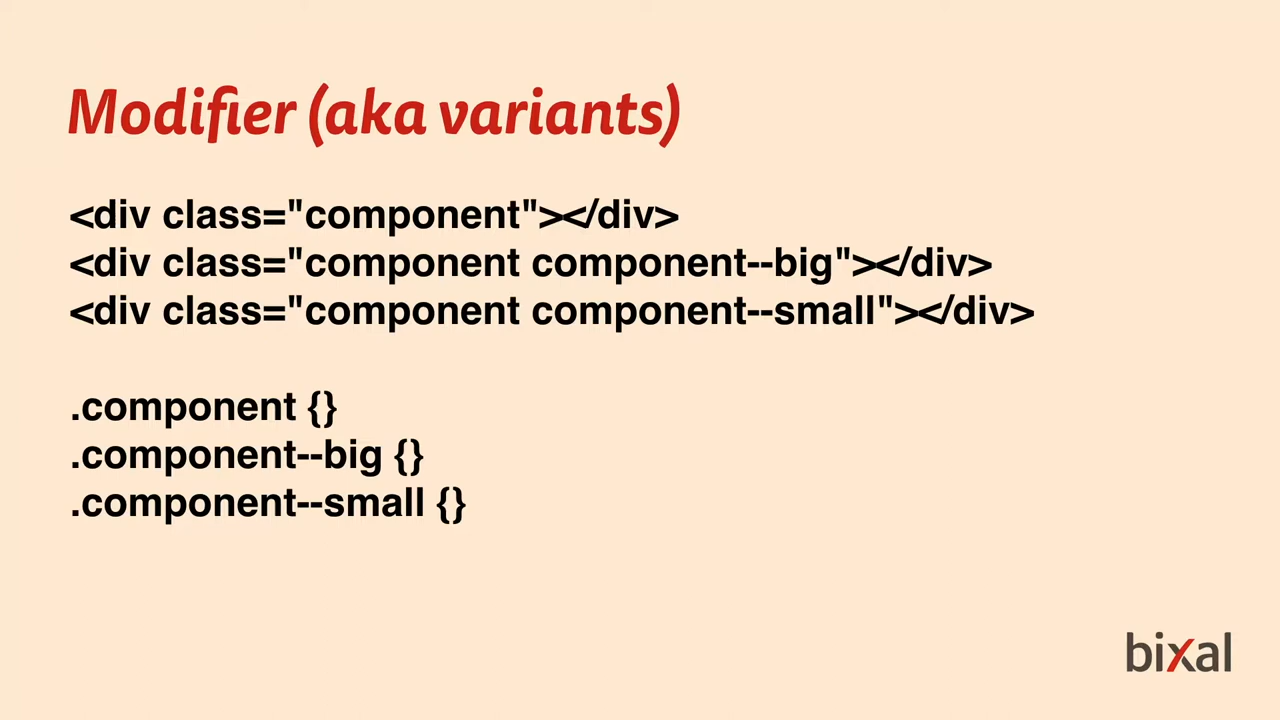 Modifier (aka variants)
<div class="component"></div>
<div class="component component--big"></div>
<div class="component component--small"></div>
.component {}
.component--big {}
.component--small {}
bixal